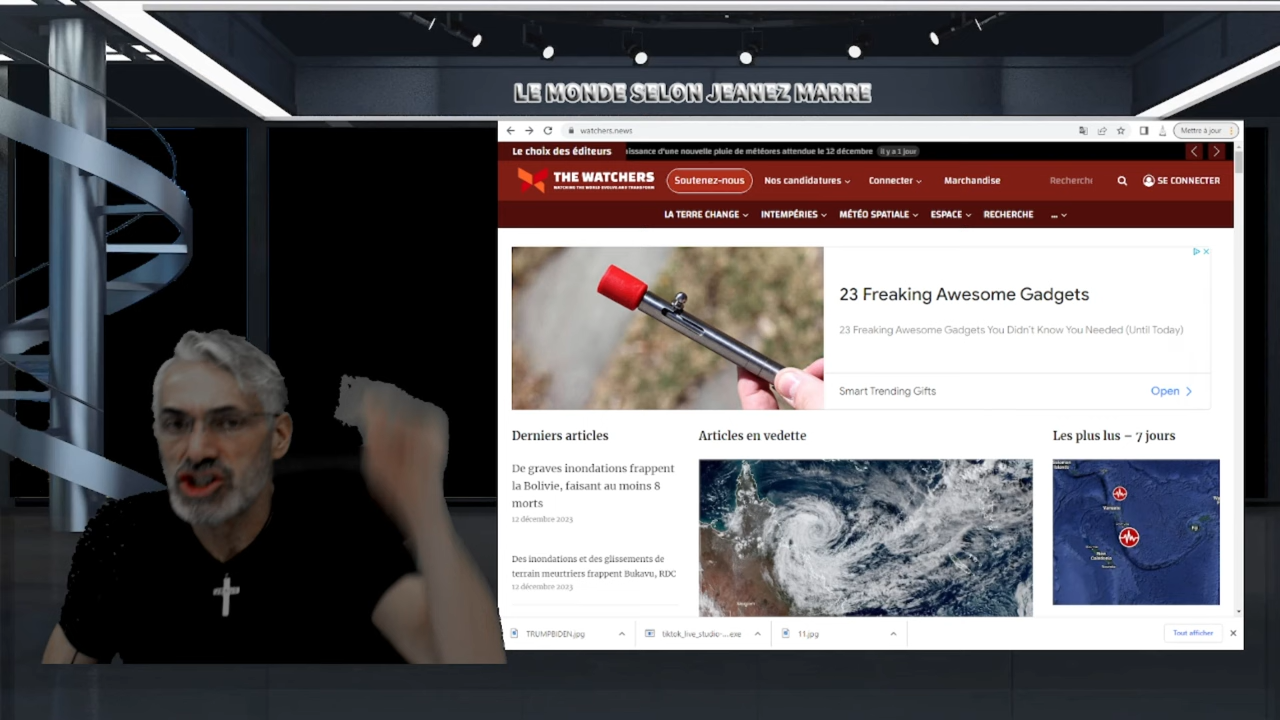 LE MONDE SELON JEANEZ MARRE
watchers.news
Mettre à jour
Le choix des éditeurs
issance d'une nouvelle pluie de météores attendue le 12 décembre il y a 1 jour
THE WATCHERS
WATCHING THE WORLD EVOLVE AND TRANSFORM
Soutenez-nous
Nos candidatures
Connecter
Marchandise
Recherche
SE CONNECTER
LA TERRE CHANGE
INTEMPÉRIES
MÉTÉO SPATIALE
ESPACE
RECHERCHE
...
23 Freaking Awesome Gadgets
23 Freaking Awesome Gadgets You Didn't Know You Needed (Until Today)
Smart Trending Gifts
Open
Derniers articles
De graves inondations frappent
la Bolivie, faisant au moins 8
morts
12 décembre 2023
Des inondations et des glissements de
terrain meurtriers frappent Bukavu, RDC
12 décembre 2023
Articles en vedette
Les plus lus – 7 jours
TRUMPBIDEN.jpg
tiktok_live_studio-....exe
11.jpg
Tout afficher